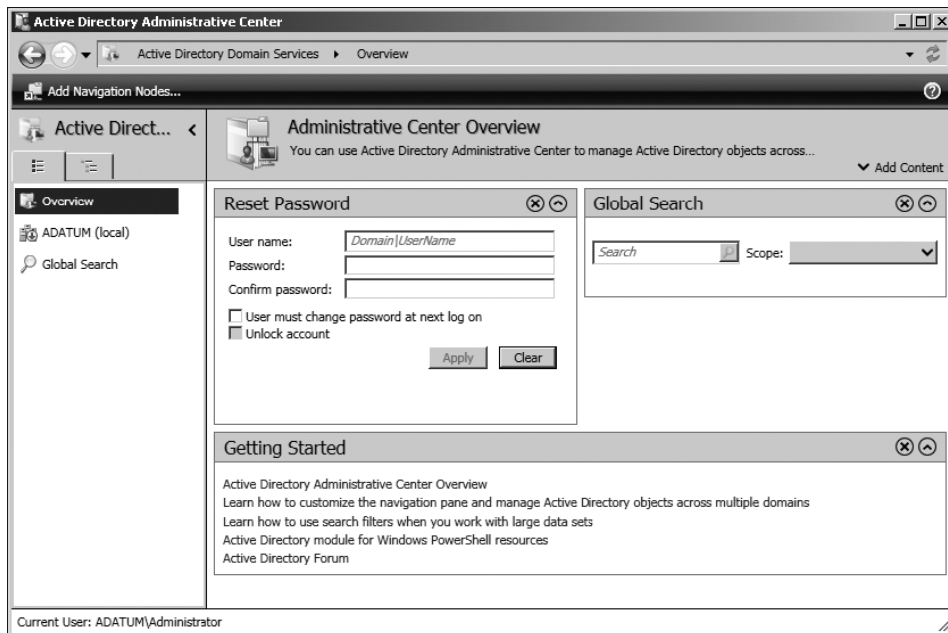 Active Directory Administrative Center
Active Directory Domain Services Overview
Add Navigation Nodes...
Active Direct...
Administrative Center Overview
You can use Active Directory Administrative Center to manage Active Directory objects across...
Add Content
Overview
ADATUM (local)
Global Search
Reset Password
User name: Domain|UserName
Password:
Confirm password:
User must change password at next log on
Unlock account
Apply Clear
Global Search
Search Scope:
Getting Started
Active Directory Administrative Center Overview
Learn how to customize the navigation pane and manage Active Directory objects across multiple domains
Learn how to use search filters when you work with large data sets
Active Directory module for Windows PowerShell resources
Active Directory Forum
Current User: ADATUM\Administrator